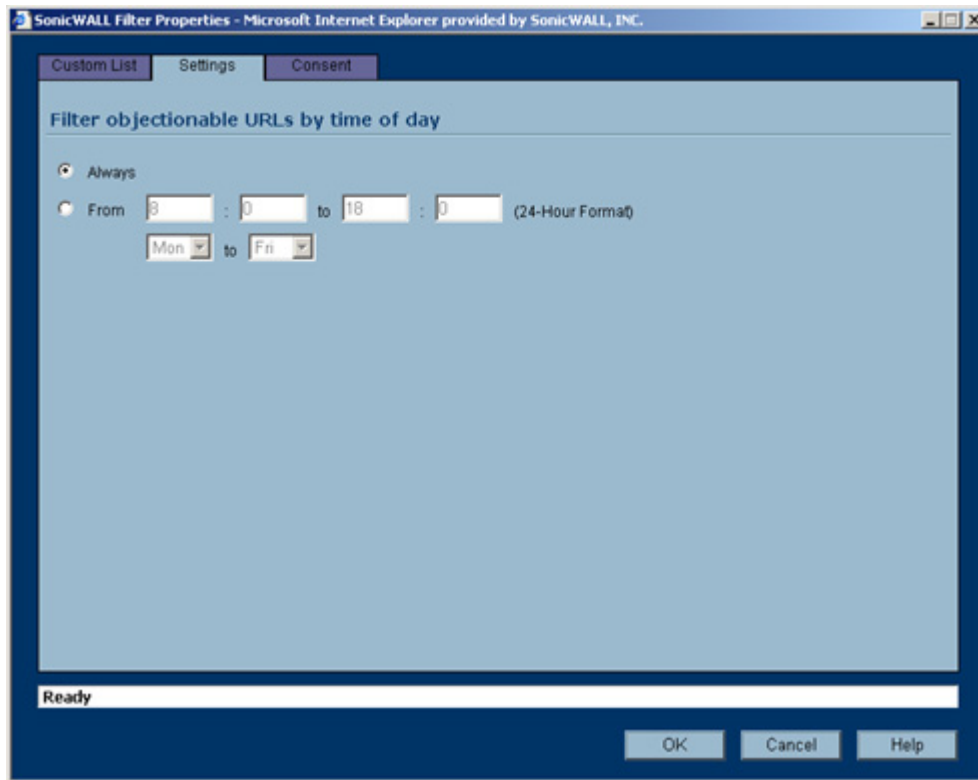 SonicWALL Filter Properties - Microsoft Internet Explorer provided by SonicWALL, INC.
Custom List Settings Consent
Filter objectionable URLs by time of day
Always
From 8 : 0 to 18 : 0 (24-Hour Format)
Mon to Fri
Ready
OK Cancel Help